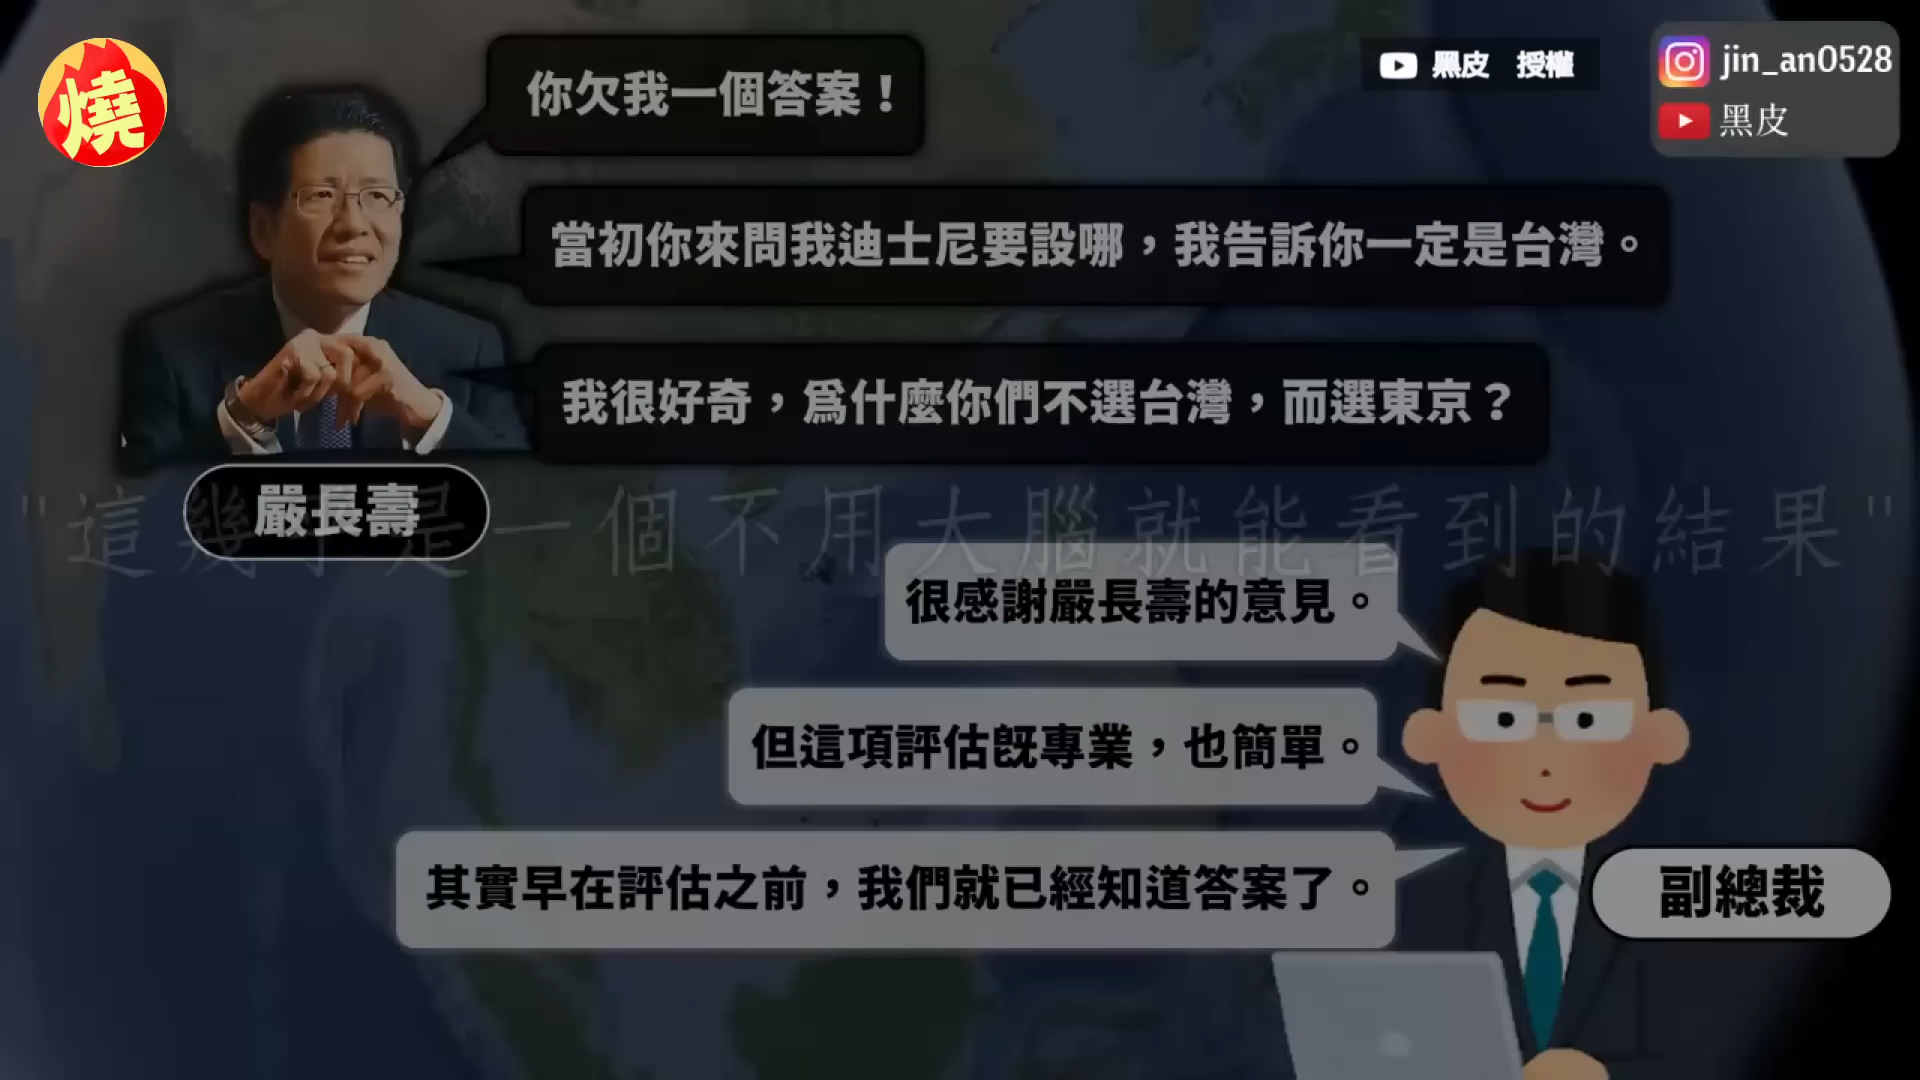 燒
你欠我一個答案！
黑皮 授權
jin_an0528
黑皮
當初你來問我迪士尼要設哪，我告訴你一定是台灣。
我很好奇，爲什麼你們不選台灣，而選東京？
嚴長壽
"這幾乎是一個不用大腦就能看到的結果"
很感謝嚴長壽的意見。
但這項評估既專業，也簡單。
其實早在評估之前，我們就已經知道答案了。
副總裁